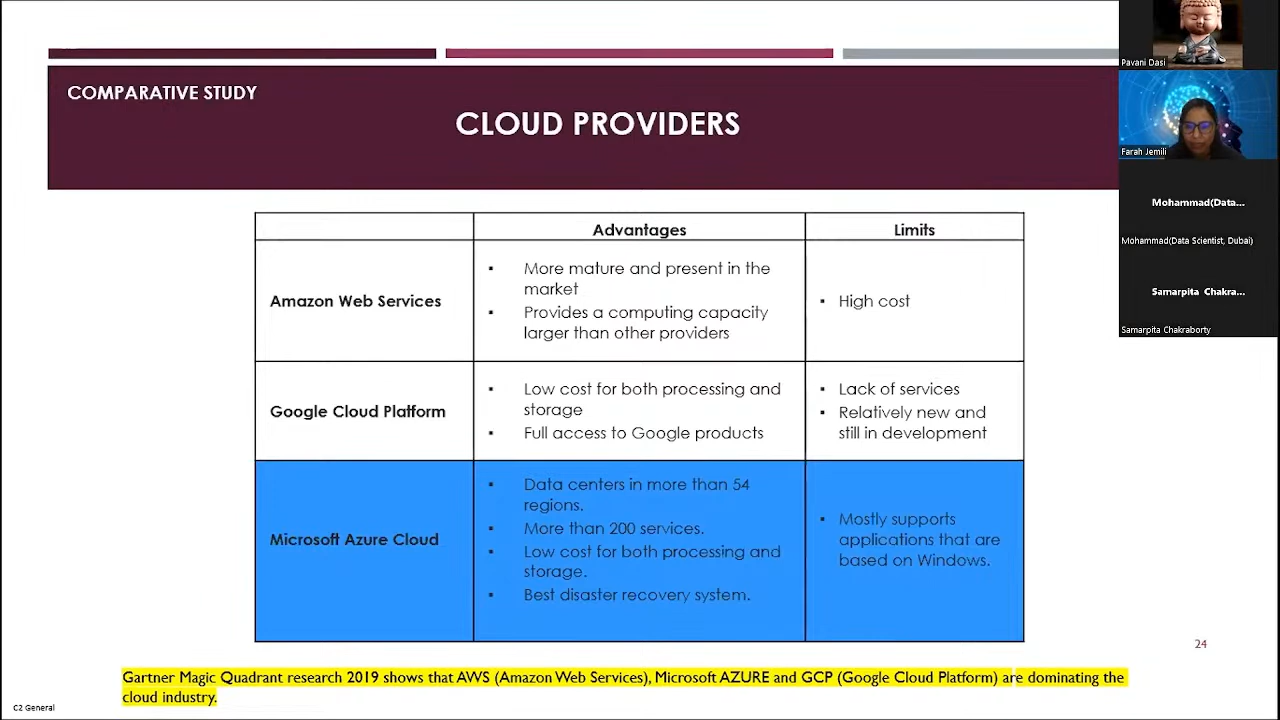 COMPARATIVE STUDY
CLOUD PROVIDERS
Advantages
Limits
Amazon Web Services
▪ More mature and present in the
market
▪ Provides a computing capacity
larger than other providers
▪ High cost
Google Cloud Platform
▪ Low cost for both processing and
storage
▪ Full access to Google products
▪ Lack of services
▪ Relatively new and
still in development
Microsoft Azure Cloud
▪ Data centers in more than 54
regions.
▪ More than 200 services.
▪ Low cost for both processing and
storage.
▪ Best disaster recovery system.
▪ Mostly supports
applications that are
based on Windows.
24
Gartner Magic Quadrant research 2019 shows that AWS (Amazon Web Services), Microsoft AZURE and GCP (Google Cloud Platform) are dominating the
cloud industry.
C2 General
Pavani Dasi
Farah Jemili
Mohammad(Data...
Mohammad(Data Scientist, Dubai)
Samarpita Chakra...
Samarpita Chakraborty